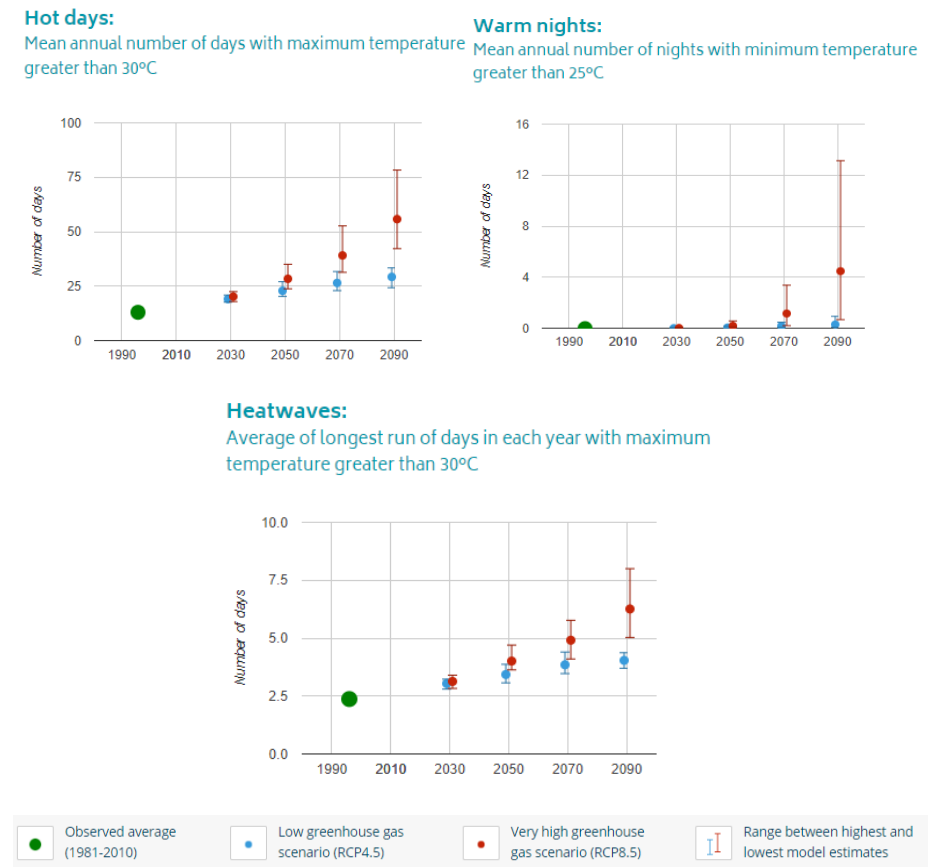 Hot days:
Mean annual number of days with maximum temperature
greater than 30ºC
100
75
50
25
0
Number of days
1990 2010 2030 2050 2070 2090
Warm nights:
Mean annual number of nights with minimum temperature
greater than 25ºC
16
12
8
4
0
Number of days
1990 2010 2030 2050 2070 2090
Heatwaves:
Average of longest run of days in each year with maximum
temperature greater than 30ºC
10.0
7.5
5.0
2.5
0.0
Number of days
1990 2010 2030 2050 2070 2090
Observed average
(1981-2010)
Low greenhouse gas
scenario (RCP4.5)
Very high greenhouse
gas scenario (RCP8.5)
Range between highest and
lowest model estimates